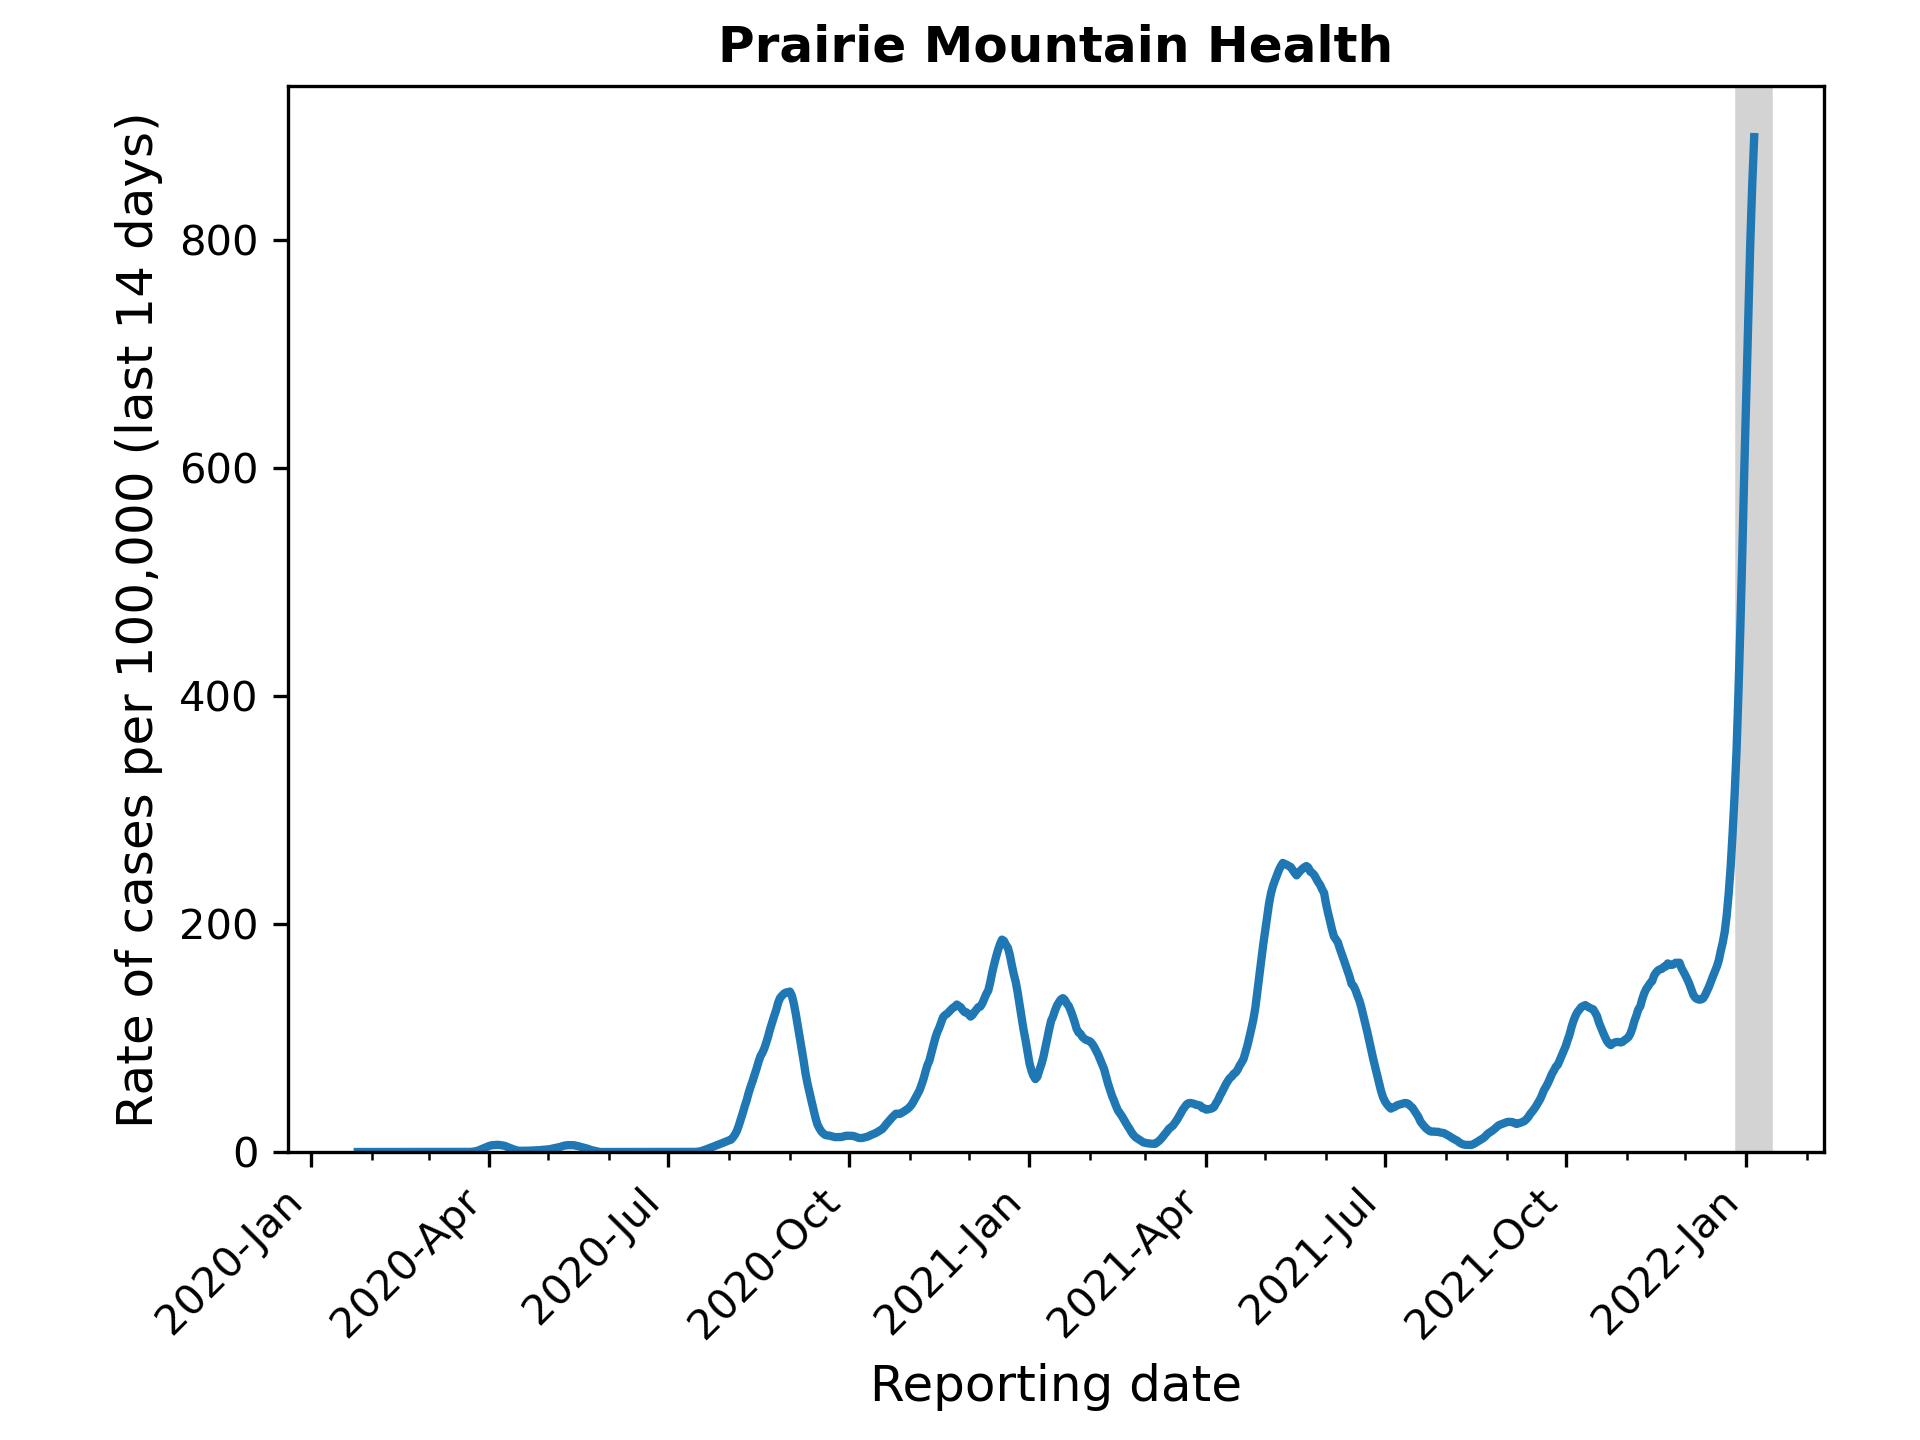 Prairie Mountain Health
Rate of cases per 100,000 (last 14 days)
800
600
400
200
0
2020-Jan
2020-Apr
2020-Jul
2020-Oct
2021-Jan
2021-Apr
2021-Jul
2021-Oct
2022-Jan
Reporting date